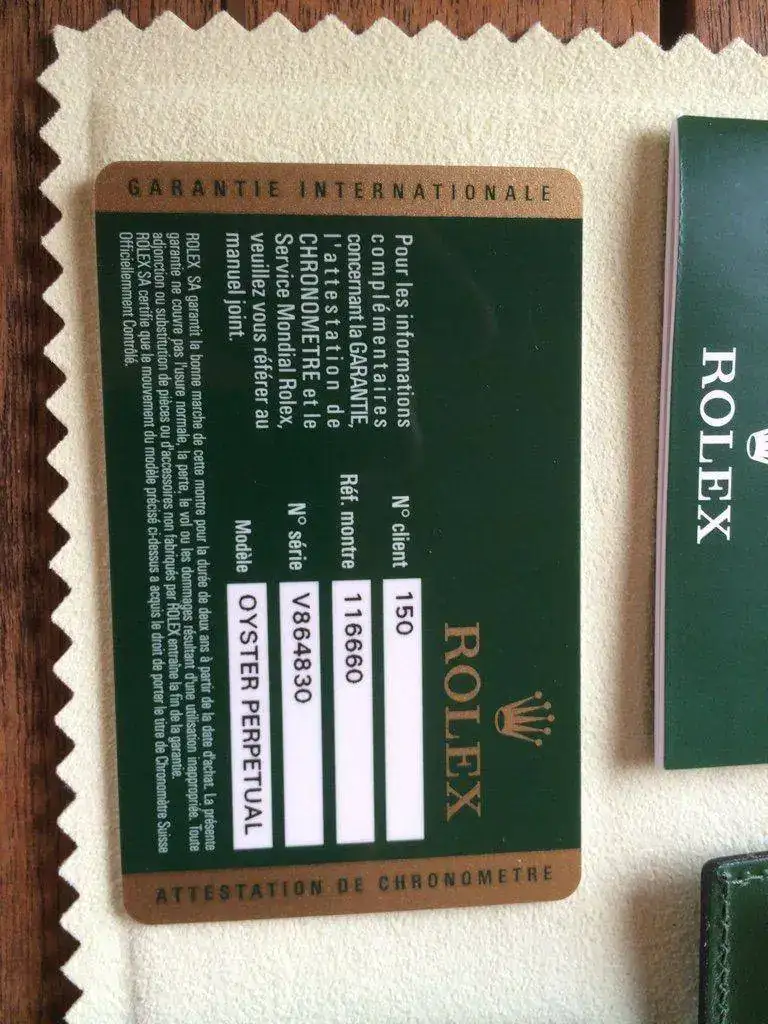 GARANTIE INTERNATIONALE
ROLEX
Pour les informations
complémentaires
concernant la GARANTIE,
l'attestation de
CHRONOMETRE et le
Service Mondial Rolex,
veuillez vous référer au
manuel joint.
N° client 150
Réf. montre 116660
N° série V864830
Modèle OYSTER PERPETUAL
ROLEX SA garantit la bonne marche de cette montre pour la durée de deux ans à partir de la date d'achat. La présente
garantie ne couvre pas l'usure normale, la perte, le vol ou les dommages résultant d'une utilisation inappropriée. Toute
adjonction ou substitution de pièces ou d'accessoires non fabriqués par ROLEX entraîne la fin de la garantie.
ROLEX SA certifie que le mouvement du modèle précisé ci-dessus a acquis le droit de porter le titre de Chronomètre Suisse
Officiellement Contrôlé.
ATTESTATION DE CHRONOMETRE
ROLEX